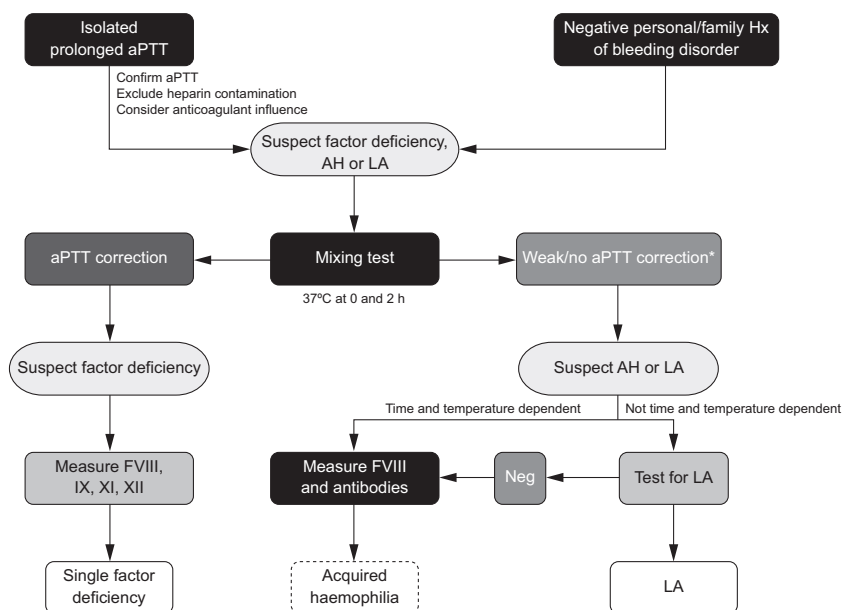 Isolated
prolonged aPTT
Negative personal/family Hx
of bleeding disorder
Confirm aPTT
Exclude heparin contamination
Consider anticoagulant influence
Suspect factor deficiency,
AH or LA
aPTT correction
Mixing test
Weak/no aPTT correction*
37ºC at 0 and 2 h
Suspect factor deficiency
Suspect AH or LA
Time and temperature dependent
Not time and temperature dependent
Measure FVIII,
IX, XI, XII
Measure FVIII
and antibodies
Neg
Test for LA
Single factor
deficiency
Acquired
haemophilia
LA